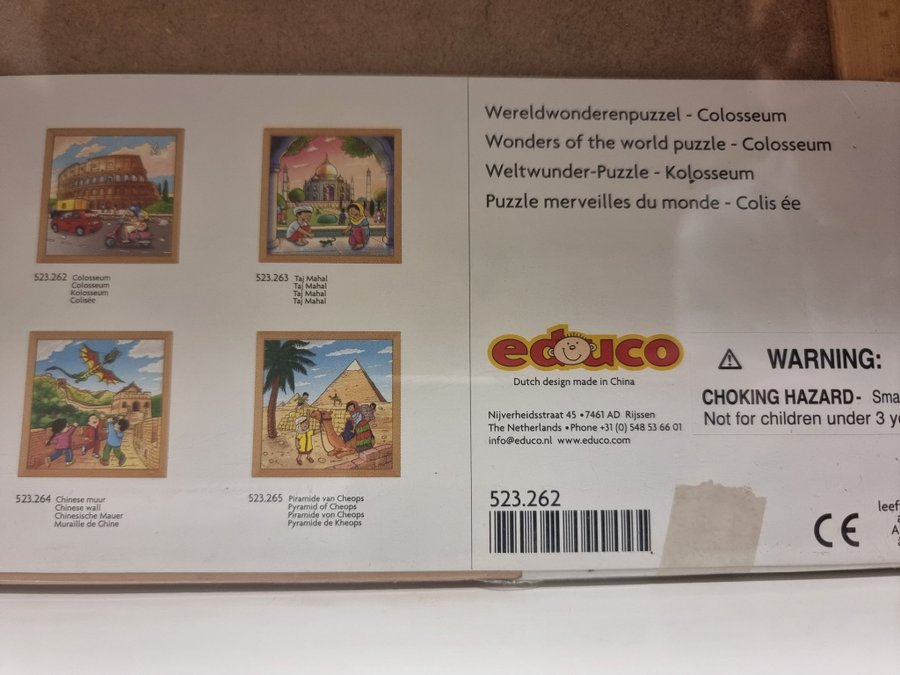 Wereldwonderenpuzzel - Colosseum
Wonders of the world puzzle - Colosseum
Weltwunder-Puzzle - Kolosseum
Puzzle merveilles du monde - Colis ée
523.262 Colosseum
Colosseum
Kolosseum
Colisée
523.263 Taj Mahal
Taj Mahal
Taj Mahal
Taj Mahal
523.264 Chinese muur
Chinese wall
Chinesische Mauer
Muraille de Chine
523.265 Piramide van Cheops
Pyramid of Cheops
Piramide von Cheops
Pyramide de Kheops
educo
Dutch design made in China
Nijverheidsstraat 45 • 7461 AD Rijssen
The Netherlands • Phone +31 (0) 548 53 66 01
info@educo.nl www.educo.com
WARNING:
CHOKING HAZARD- Sma
Not for children under 3 y
523.262
CE
leef